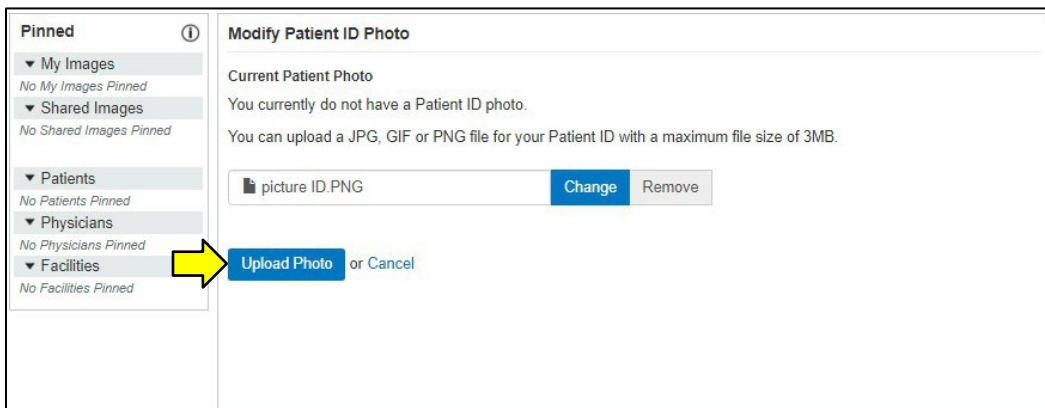 Pinned
▼ My Images
No My Images Pinned
▼ Shared Images
No Shared Images Pinned
▼ Patients
No Patients Pinned
▼ Physicians
No Physicians Pinned
▼ Facilities
No Facilities Pinned
Modify Patient ID Photo
Current Patient Photo
You currently do not have a Patient ID photo.
You can upload a JPG, GIF or PNG file for your Patient ID with a maximum file size of 3MB.
picture ID.PNG Change Remove
Upload Photo or Cancel